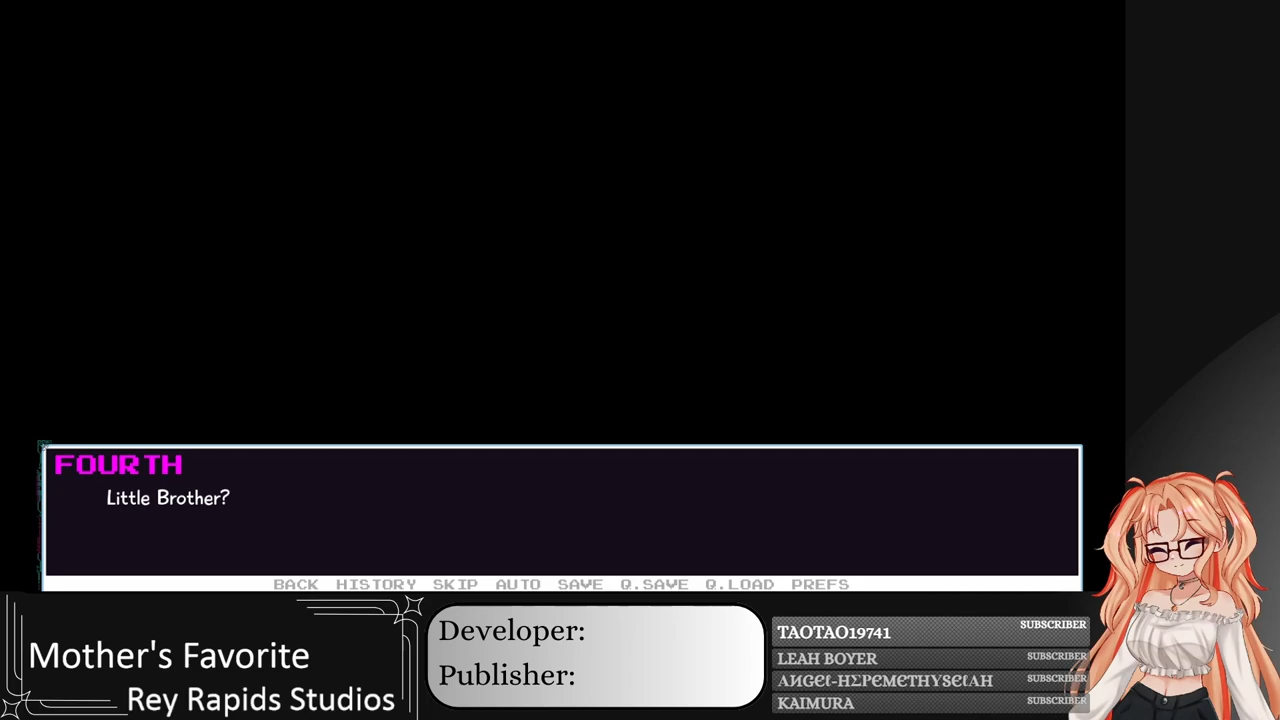 FOURTH
Little Brother?
BACK HISTORY SKIP AUTO SAVE Q.SAVE Q.LOAD PREFS
Mother's Favorite
Rey Rapids Studios
Developer:
Publisher:
TAOTAO19741 SUBSCRIBER
LEAH BOYER SUBSCRIBER
SUBSCRIBER
KAIMURA SUBSCRIBER